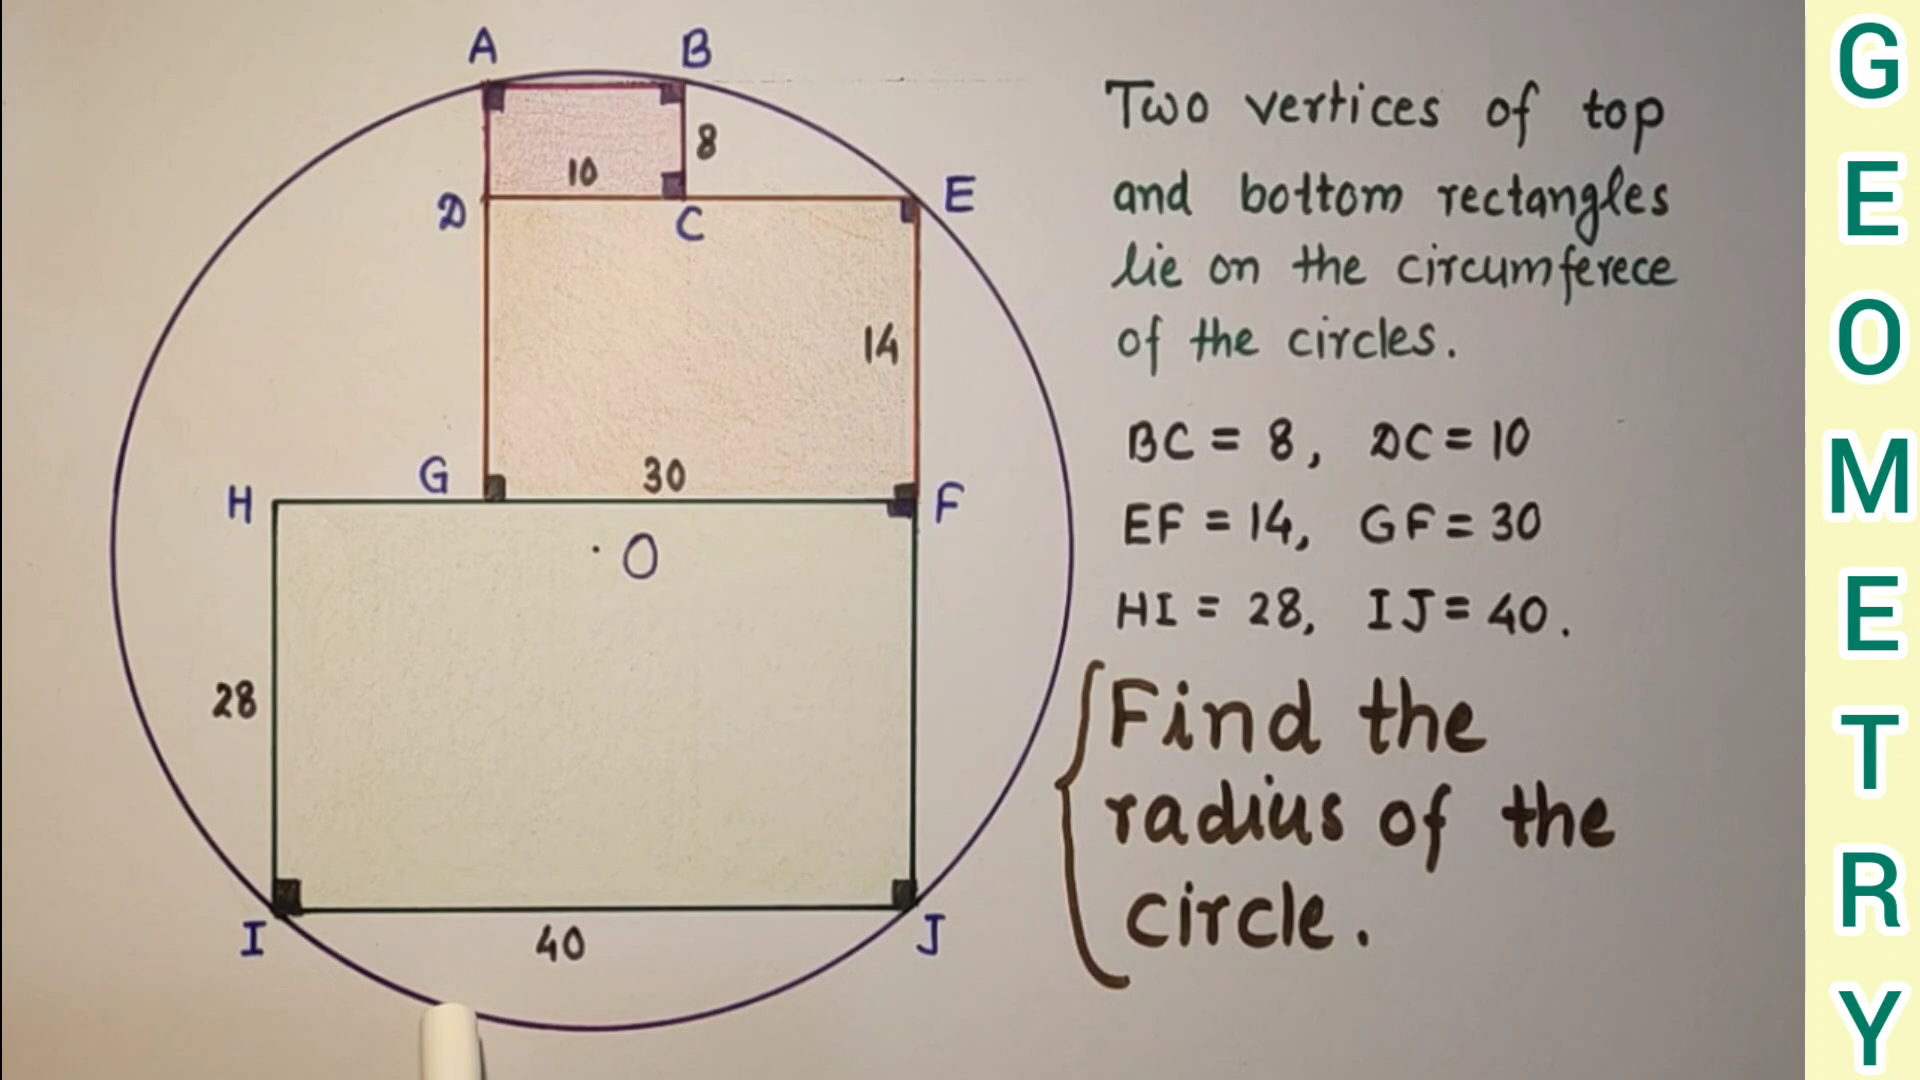 A
B
8
10
D
C
E
14
G
30
H
F
O
28
I
40
J
Two vertices of top
and bottom rectangles
lie on the circumferece
of the circles.
BC = 8, DC = 10
EF = 14, GF = 30
HI = 28, IJ = 40.
Find the
radius of the
circle.
GEOMETRY